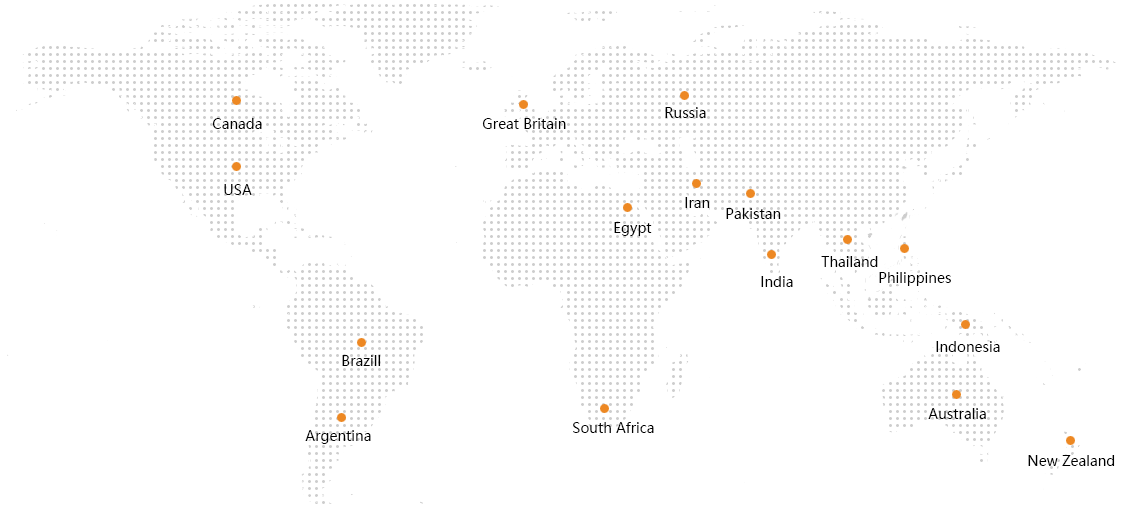 Canada
Great Britain
Russia
USA
Iran
Pakistan
Egypt
Thailand
Philippines
India
Indonesia
Brazill
Australia
South Africa
Argentina
New Zealand